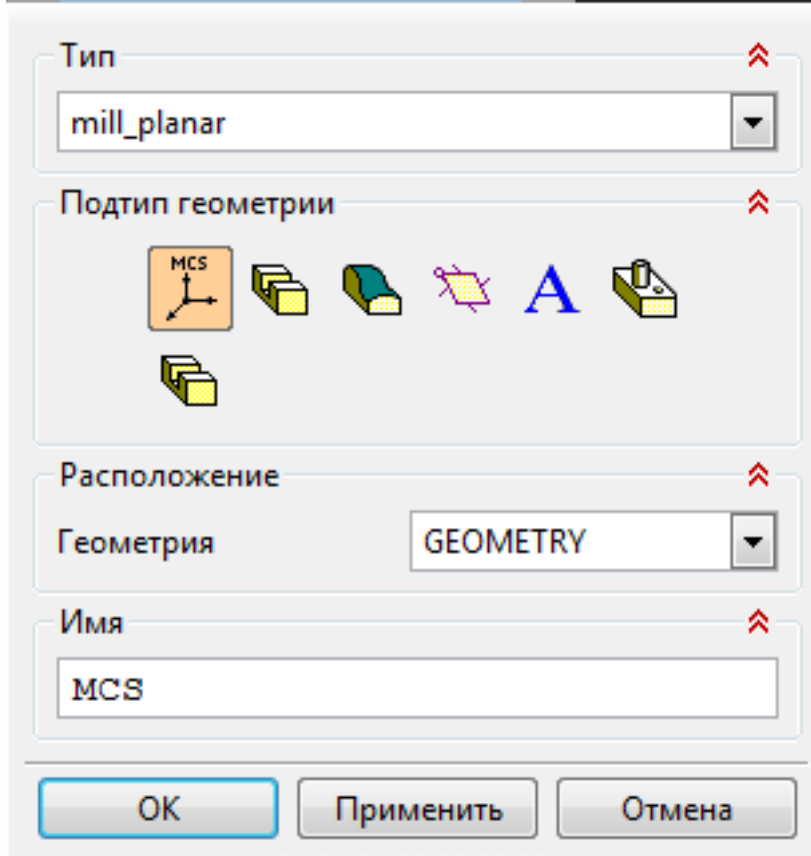 Тип
mill_planar
Подтип геометрии
MCS
A
Расположение
Геометрия GEOMETRY
Имя
MCS
OK Применить Отмена